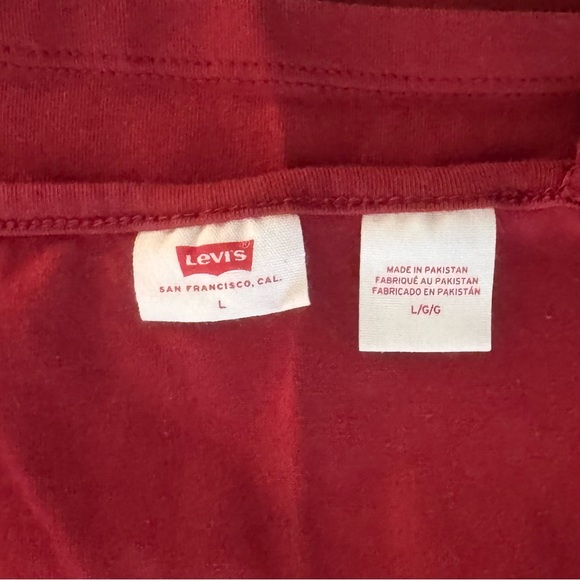 Levi's®
SAN FRANCISCO, CAL.
L
MADE IN PAKISTAN
FABRIQUÉ AU PAKISTAN
FABRICADO EN PAKISTÁN
L/G/G